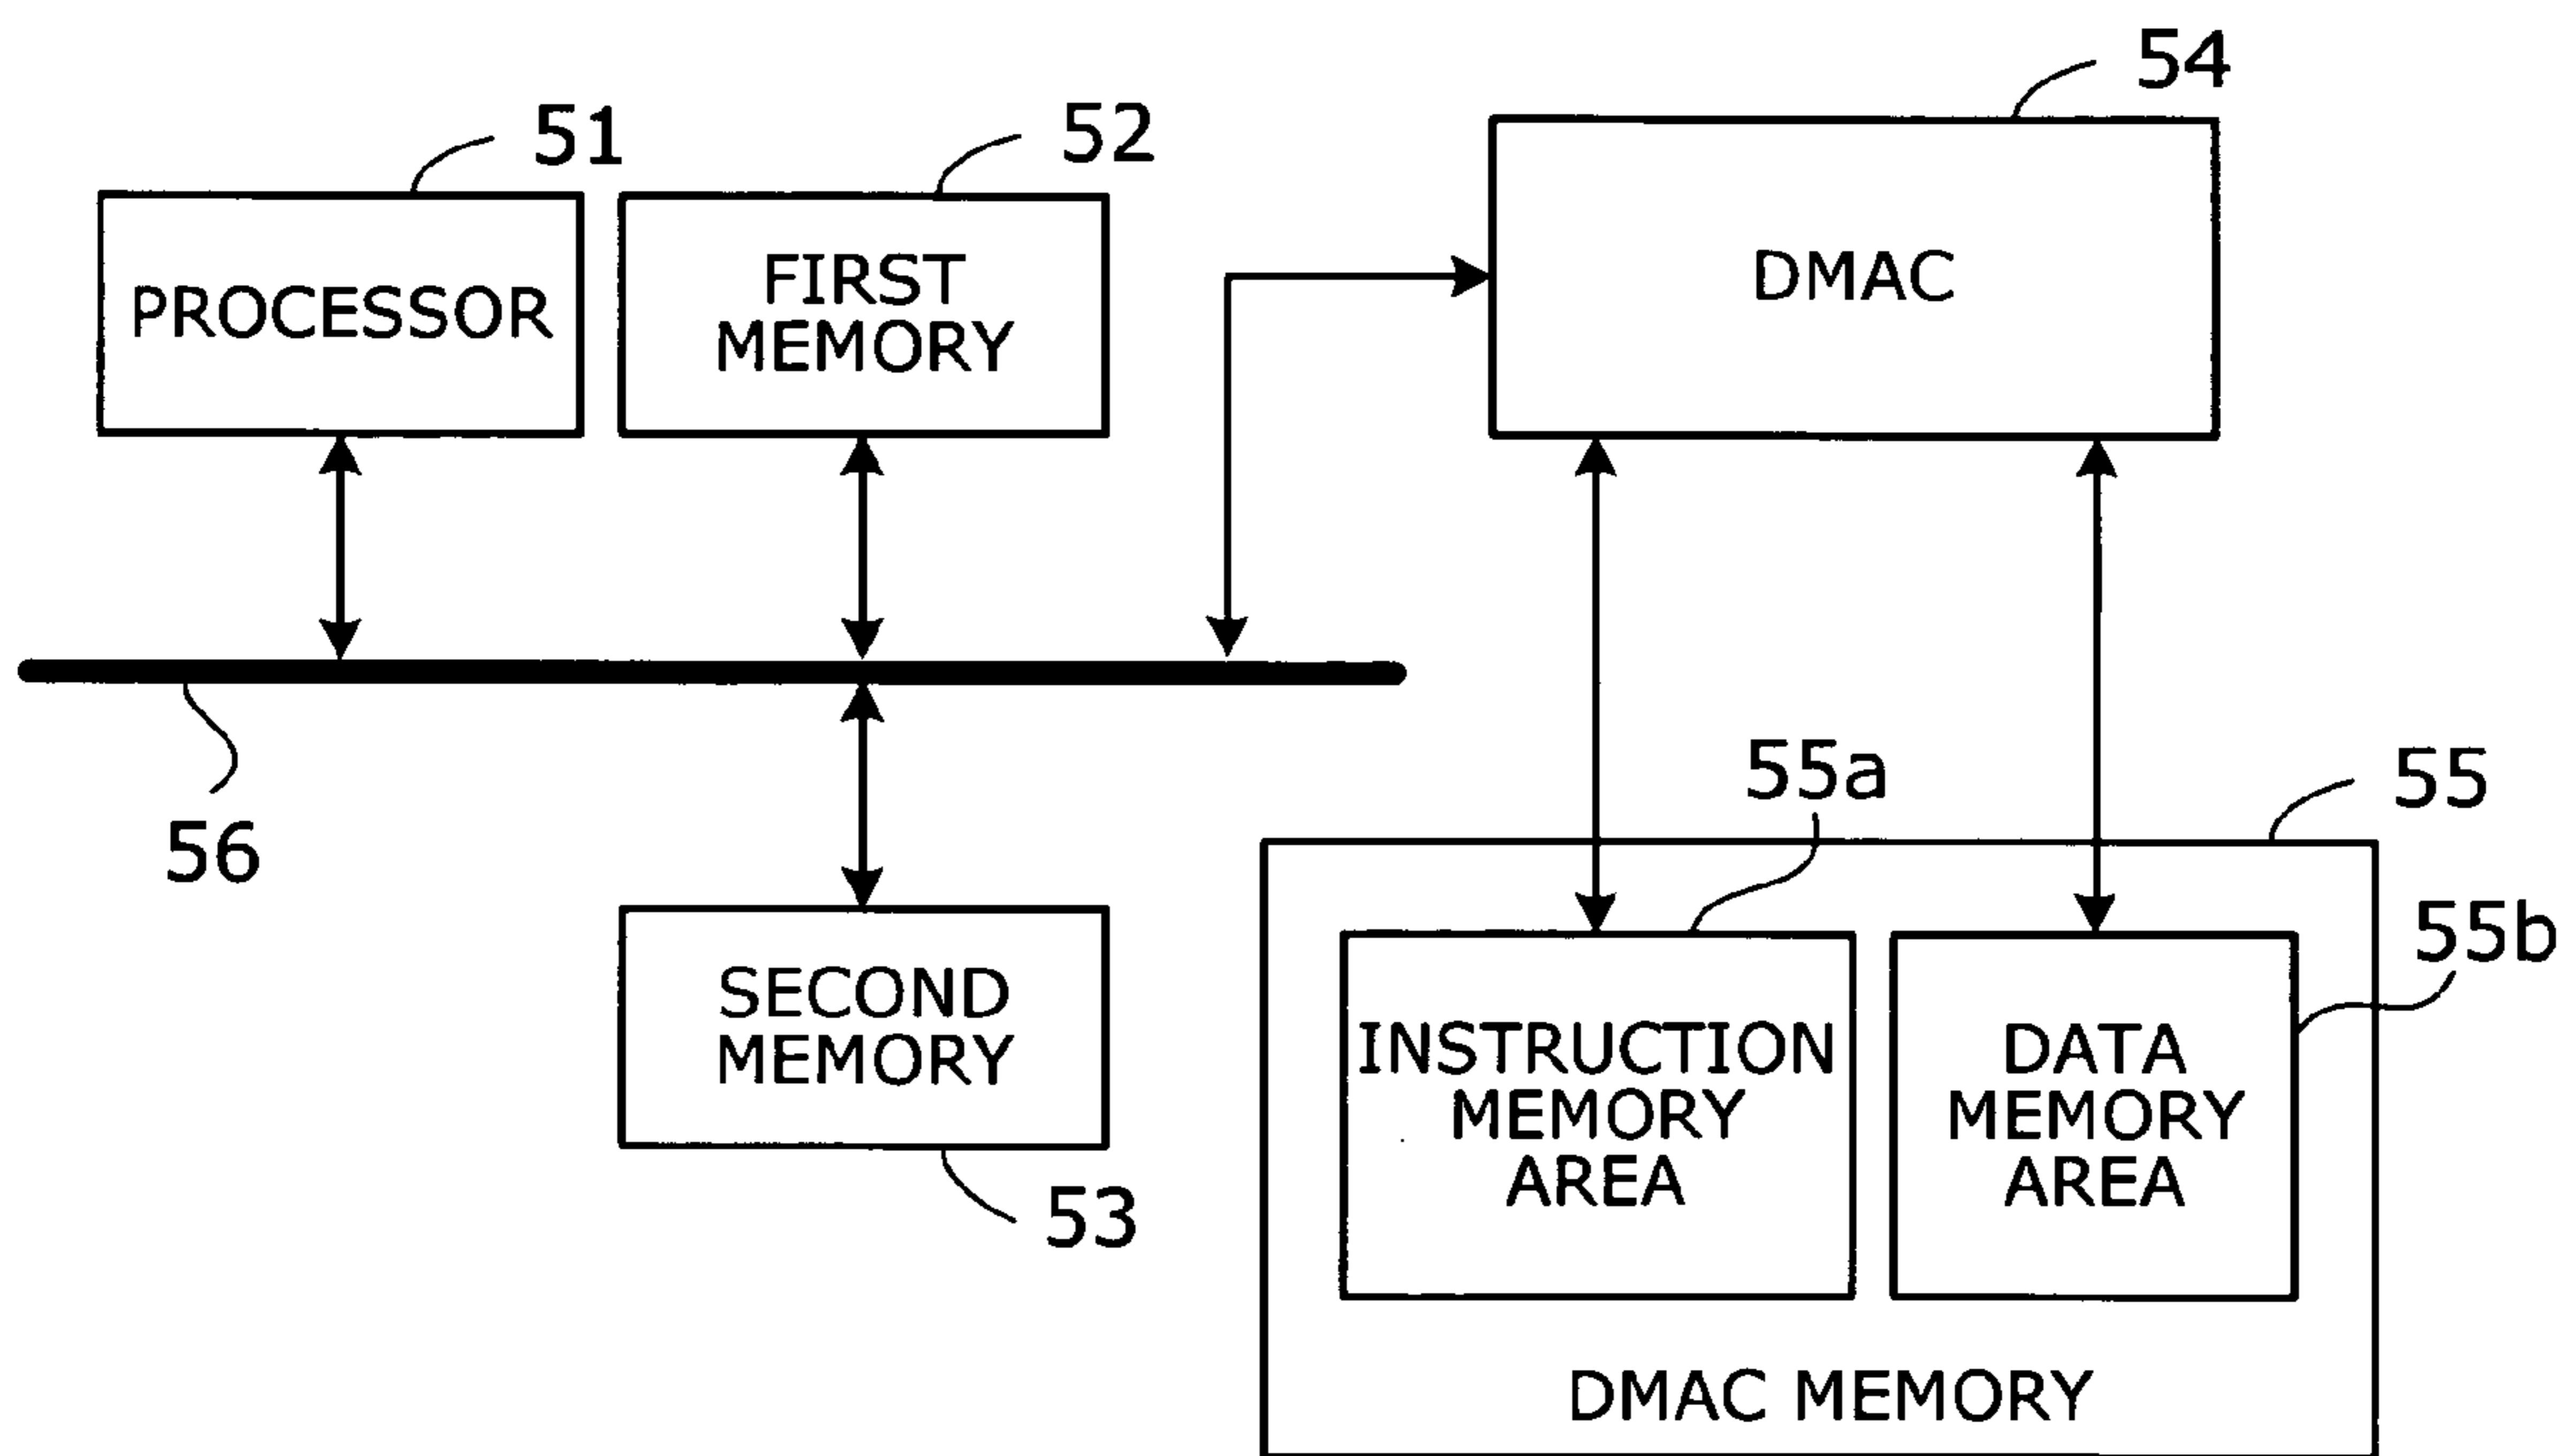 54
51
52
PROCESSOR
FIRST
MEMORY
DMAC
56
55a
55
55b
SECOND
MEMORY
53
INSTRUCTION
MEMORY
AREA
DATA
MEMORY
AREA
DMAC MEMORY